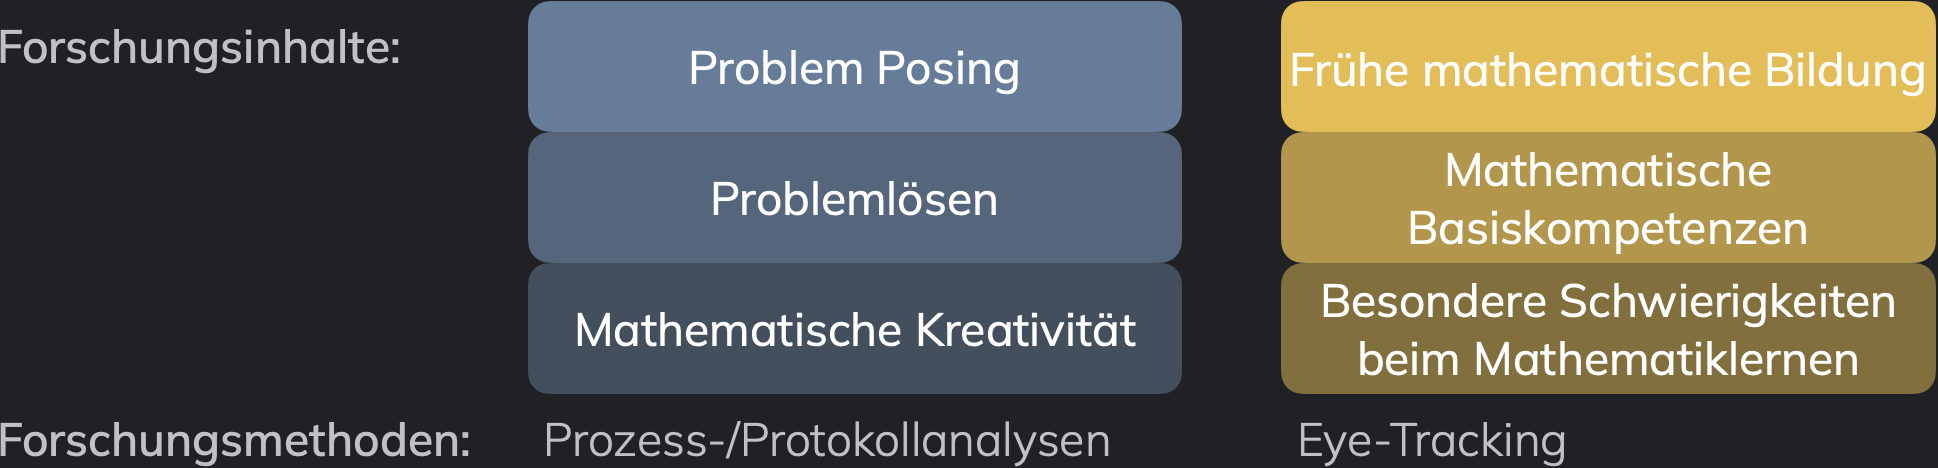 Forschungsinhalte:
Problem Posing
Problemlösen
Mathematische Kreativität
Frühe mathematische Bildung
Mathematische
Basiskompetenzen
Besondere Schwierigkeiten
beim Mathematiklernen
Forschungsmethoden:
Prozess-/Protokollanalysen
Eye-Tracking